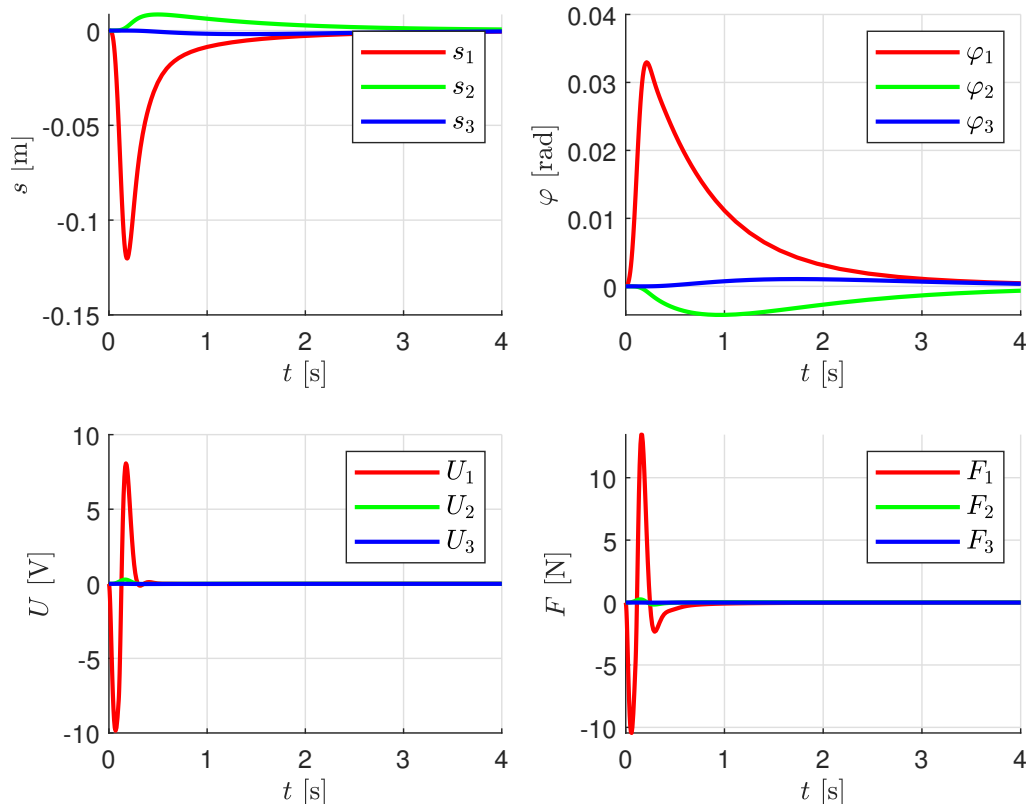 0
-0.05
-0.1
-0.15
s [m]
s₁
s₂
s₃
0 1 2 3 4
t [s]
0.04
0.03
0.02
0.01
0
φ [rad]
φ₁
φ₂
φ₃
0 1 2 3 4
t [s]
10
5
0
-5
-10
U [V]
U₁
U₂
U₃
0 1 2 3 4
t [s]
10
5
0
-5
-10
F [N]
F₁
F₂
F₃
0 1 2 3 4
t [s]